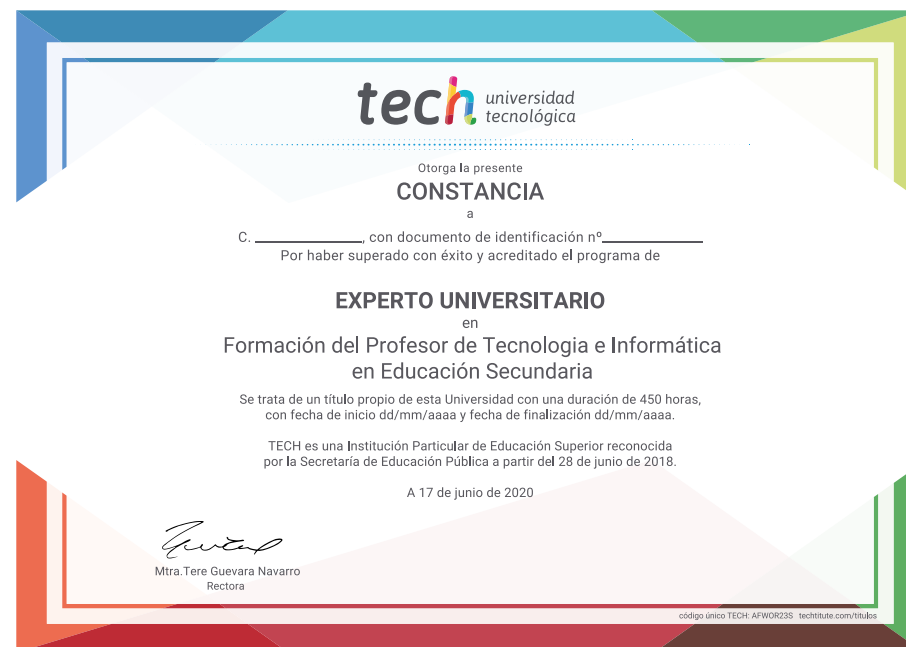 tech universidad
tecnológica
Otorga la presente
CONSTANCIA
a
C. ____________, con documento de identificación nº____________
Por haber superado con éxito y acreditado el programa de
EXPERTO UNIVERSITARIO
en
Formación del Profesor de Tecnologia e Informática
en Educación Secundaria
Se trata de un título propio de esta Universidad con una duración de 450 horas,
con fecha de inicio dd/mm/aaaa y fecha de finalización dd/mm/aaaa.
TECH es una Institución Particular de Educación Superior reconocida
por la Secretaría de Educación Pública a partir del 28 de junio de 2018.
A 17 de junio de 2020
Mtra.Tere Guevara Navarro
Rectora
código único TECH: AFWOR23S techtitute.com/titulos